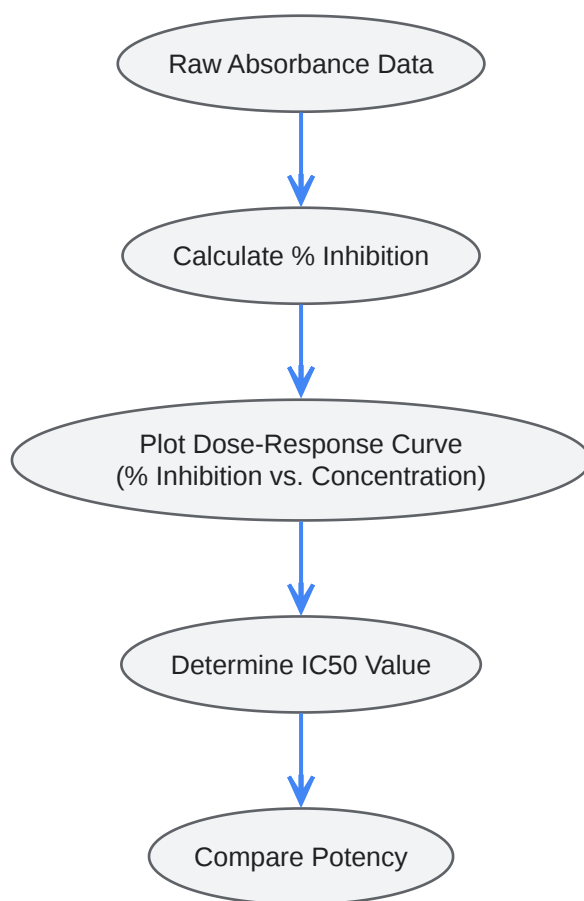 Raw Absorbance Data
Calculate % Inhibition
Plot Dose-Response Curve
(% Inhibition vs. Concentration)
Determine IC50 Value
Compare Potency